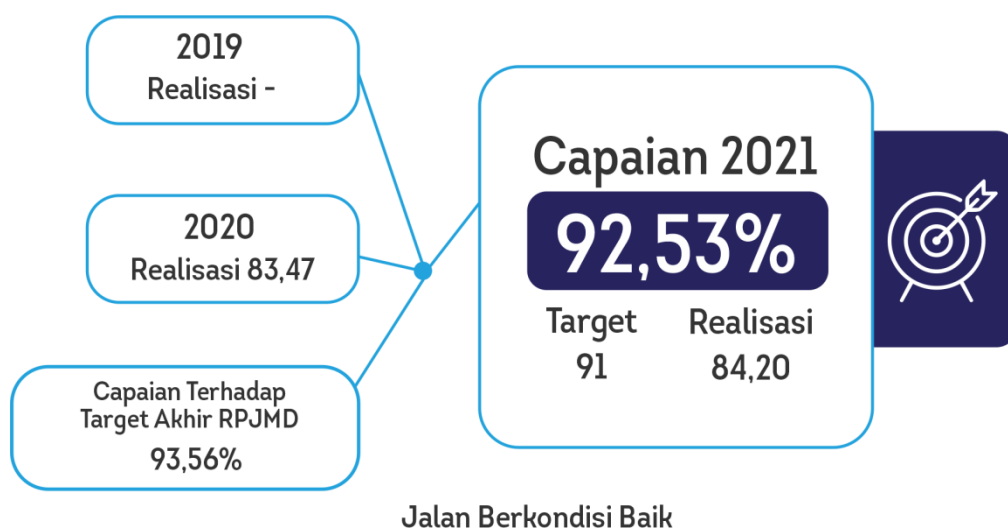 2019
Realisasi -
2020
Realisasi 83,47
Capaian Terhadap
Target Akhir RPJMD
93,56%
Capaian 2021
92,53%
Target Realisasi
91 84,20
Jalan Berkondisi Baik